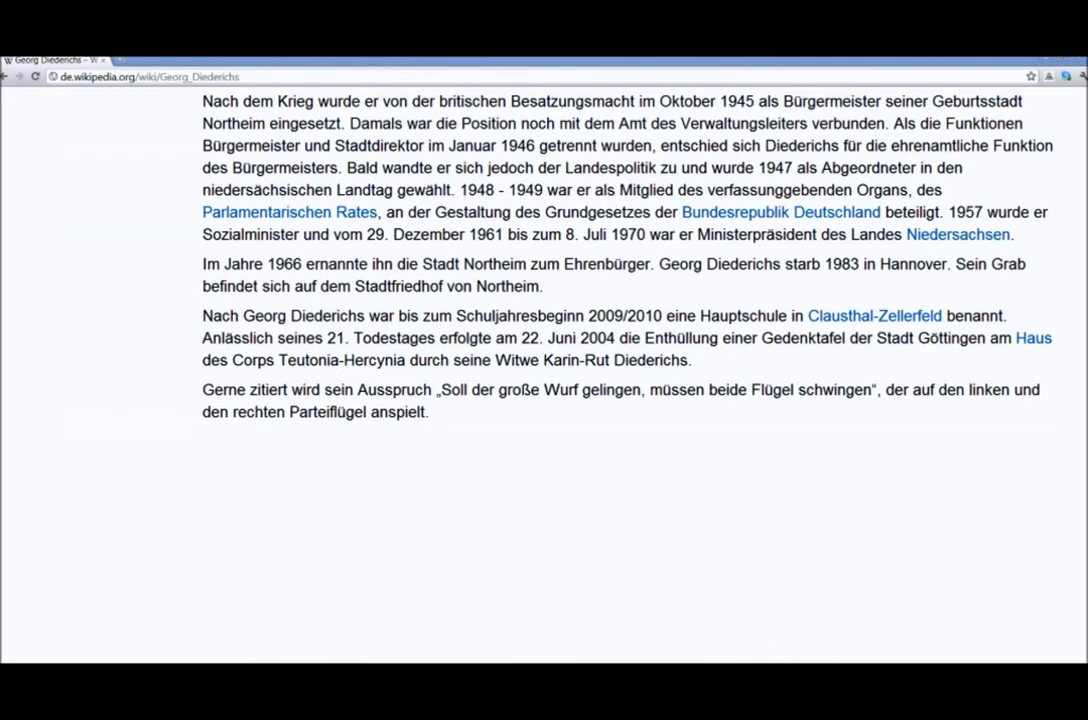 Georg Diederichs – W
de.wikipedia.org/wiki/Georg_Diederichs
Nach dem Krieg wurde er von der britischen Besatzungsmacht im Oktober 1945 als Bürgermeister seiner Geburtsstadt
Northeim eingesetzt. Damals war die Position noch mit dem Amt des Verwaltungsleiters verbunden. Als die Funktionen
Bürgermeister und Stadtdirektor im Januar 1946 getrennt wurden, entschied sich Diederichs für die ehrenamtliche Funktion
des Bürgermeisters. Bald wandte er sich jedoch der Landespolitik zu und wurde 1947 als Abgeordneter in den
niedersächsischen Landtag gewählt. 1948 - 1949 war er als Mitglied des verfassunggebenden Organs, des
Parlamentarischen Rates, an der Gestaltung des Grundgesetzes der Bundesrepublik Deutschland beteiligt. 1957 wurde er
Sozialminister und vom 29. Dezember 1961 bis zum 8. Juli 1970 war er Ministerpräsident des Landes Niedersachsen.
Im Jahre 1966 ernannte ihn die Stadt Northeim zum Ehrenbürger. Georg Diederichs starb 1983 in Hannover. Sein Grab
befindet sich auf dem Stadtfriedhof von Northeim.
Nach Georg Diederichs war bis zum Schuljahresbeginn 2009/2010 eine Hauptschule in Clausthal-Zellerfeld benannt.
Anlässlich seines 21. Todestages erfolgte am 22. Juni 2004 die Enthüllung einer Gedenktafel der Stadt Göttingen am Haus
des Corps Teutonia-Hercynia durch seine Witwe Karin-Rut Diederichs.
Gerne zitiert wird sein Ausspruch „Soll der große Wurf gelingen, müssen beide Flügel schwingen“, der auf den linken und
den rechten Parteiflügel anspielt.